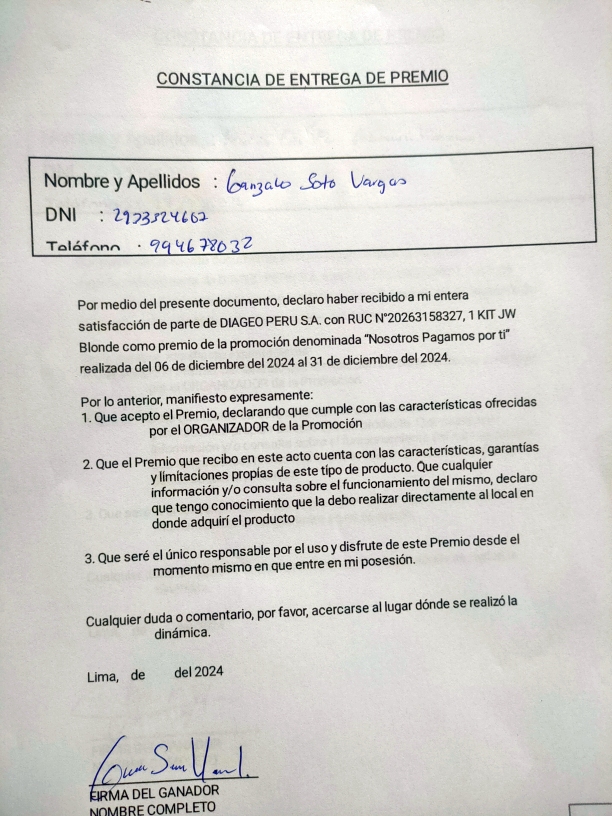 CONSTANCIA DE ENTREGA DE PREMIO
Nombre y Apellidos : Gonzalo Soto Vargas
DNI : 2933524662
Teléfono : 994678032
Por medio del presente documento, declaro haber recibido a mi entera
satisfacción de parte de DIAGEO PERU S.A. con RUC N°20263158327, 1 KIT JW
Blonde como premio de la promoción denominada "Nosotros Pagamos por ti"
realizada del 06 de diciembre del 2024 al 31 de diciembre del 2024.
Por lo anterior, manifiesto expresamente:
1. Que acepto el Premio, declarando que cumple con las características ofrecidas
por el ORGANIZADOR de la Promoción
2. Que el Premio que recibo en este acto cuenta con las características, garantías
y limitaciones propias de este tipo de producto. Que cualquier
información y/o consulta sobre el funcionamiento del mismo, declaro
que tengo conocimiento que la debo realizar directamente al local en
donde adquirí el producto
3. Que seré el único responsable por el uso y disfrute de este Premio desde el
momento mismo en que entre en mi posesión.
Cualquier duda o comentario, por favor, acercarse al lugar dónde se realizó la
dinámica.
Lima, de del 2024
FIRMA DEL GANADOR
NOMBRE COMPLETO